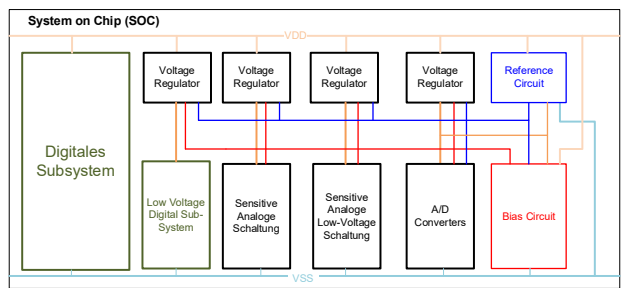 System on Chip (SOC)
VDD
Voltage
Regulator
Voltage
Regulator
Voltage
Regulator
Voltage
Regulator
Reference
Circuit
Digitales
Subsystem
Low Voltage
Digital Sub-
System
Sensitive
Analoge
Schaltung
Sensitive
Analoge
Low-Voltage
Schaltung
A/D
Converters
Bias Circuit
VSS